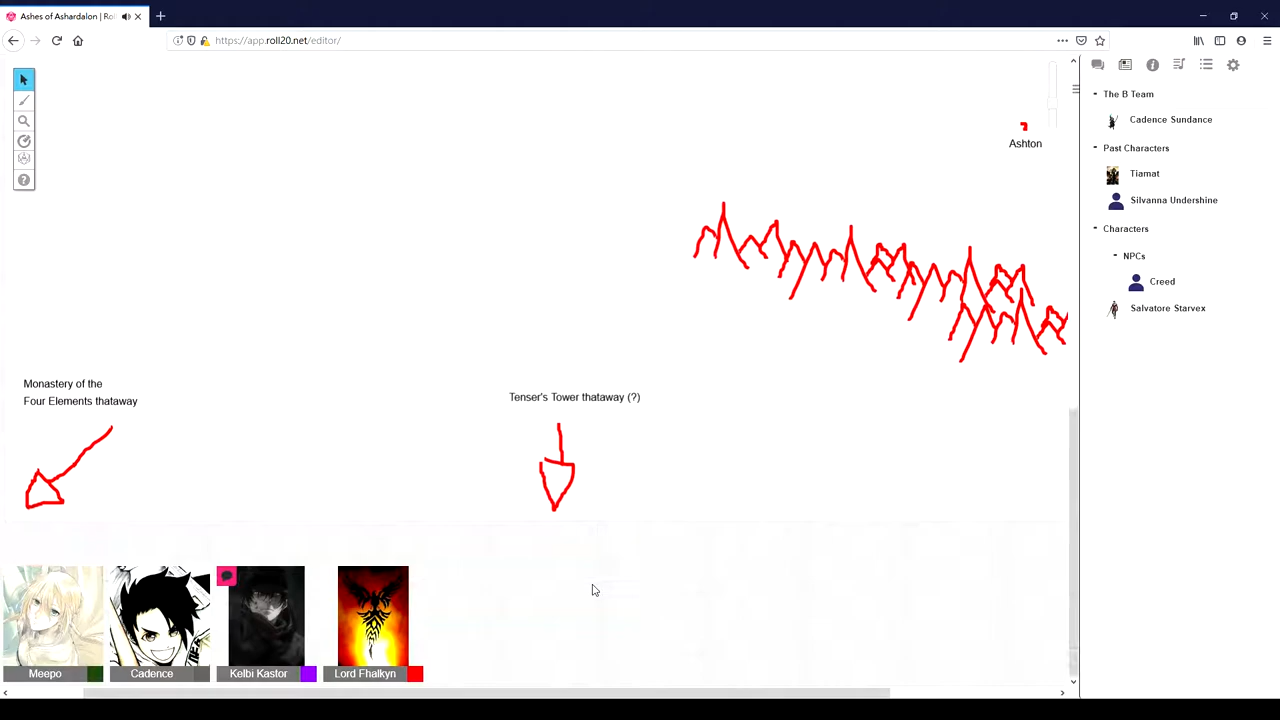 Ashes of Ashardalon | Roll
https://app.roll20.net/editor/
Ashton
Monastery of the
Four Elements thataway
Tenser's Tower thataway (?)
Meepo
Cadence
Kelbi Kastor
Lord Fhalkyn
The B Team
Cadence Sundance
Past Characters
Tiamat
Silvanna Undershine
Characters
NPCs
Creed
Salvatore Starvex